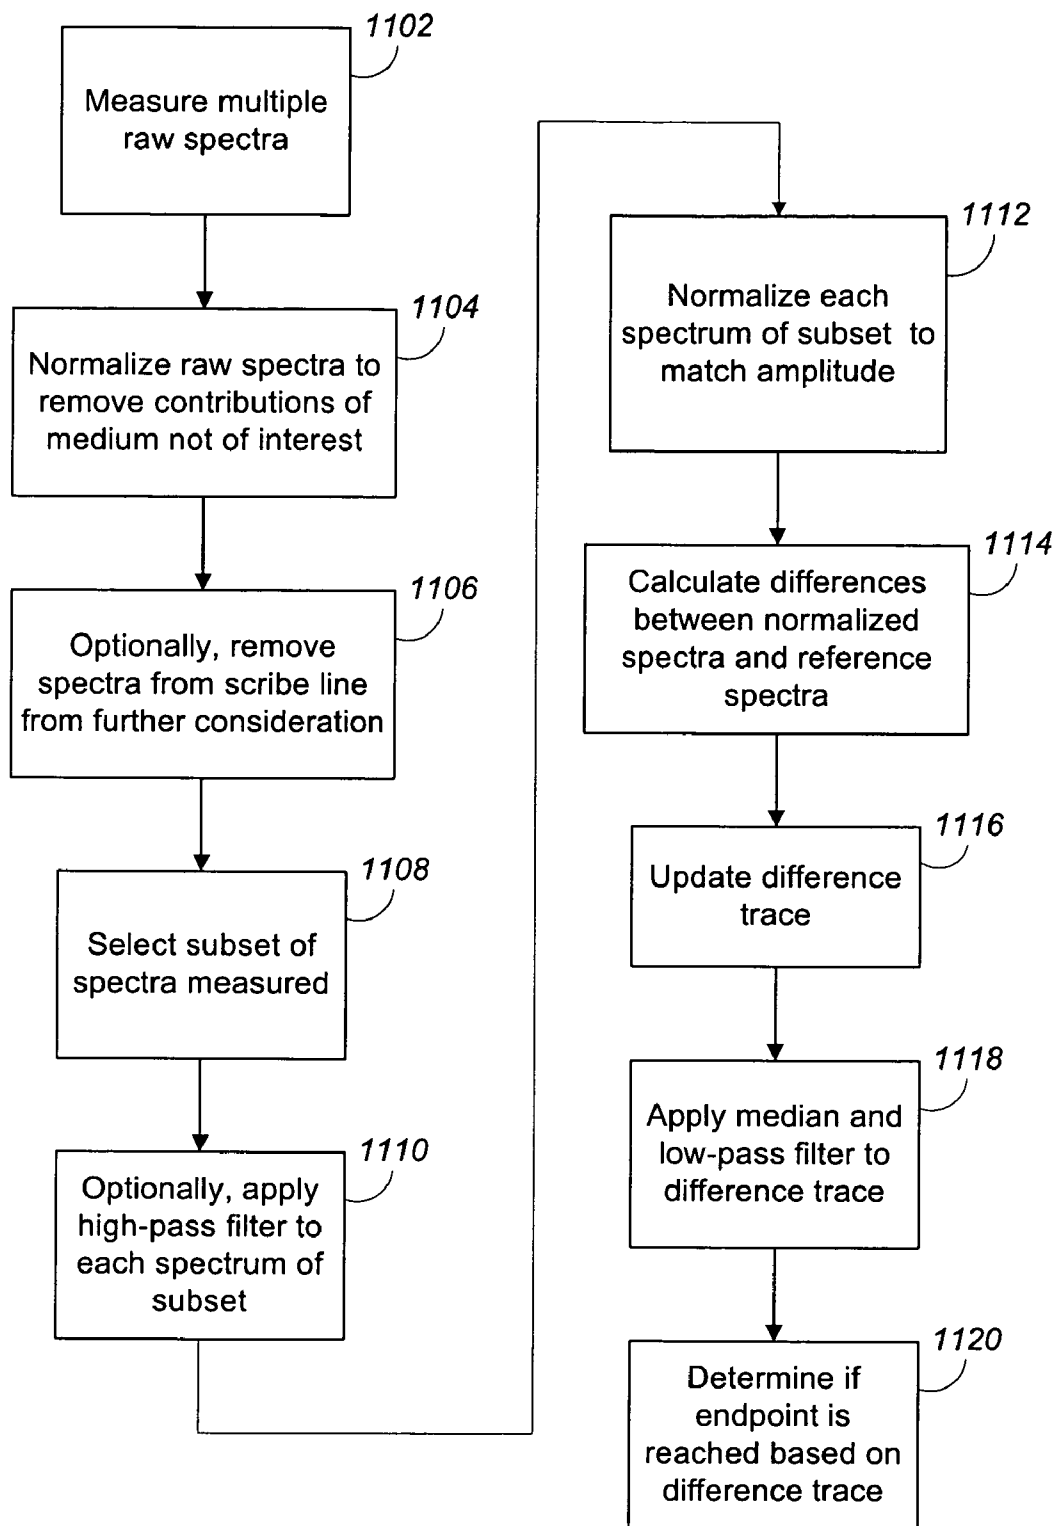 1102
Measure multiple
raw spectra
1104
Normalize raw spectra to
remove contributions of
medium not of interest
1106
Optionally, remove
spectra from scribe line
from further consideration
1108
Select subset of
spectra measured
1110
Optionally, apply
high-pass filter to
each spectrum of
subset
1112
Normalize each
spectrum of subset to
match amplitude
1114
Calculate differences
between normalized
spectra and reference
spectra
1116
Update difference
trace
1118
Apply median and
low-pass filter to
difference trace
1120
Determine if
endpoint is
reached based on
difference trace